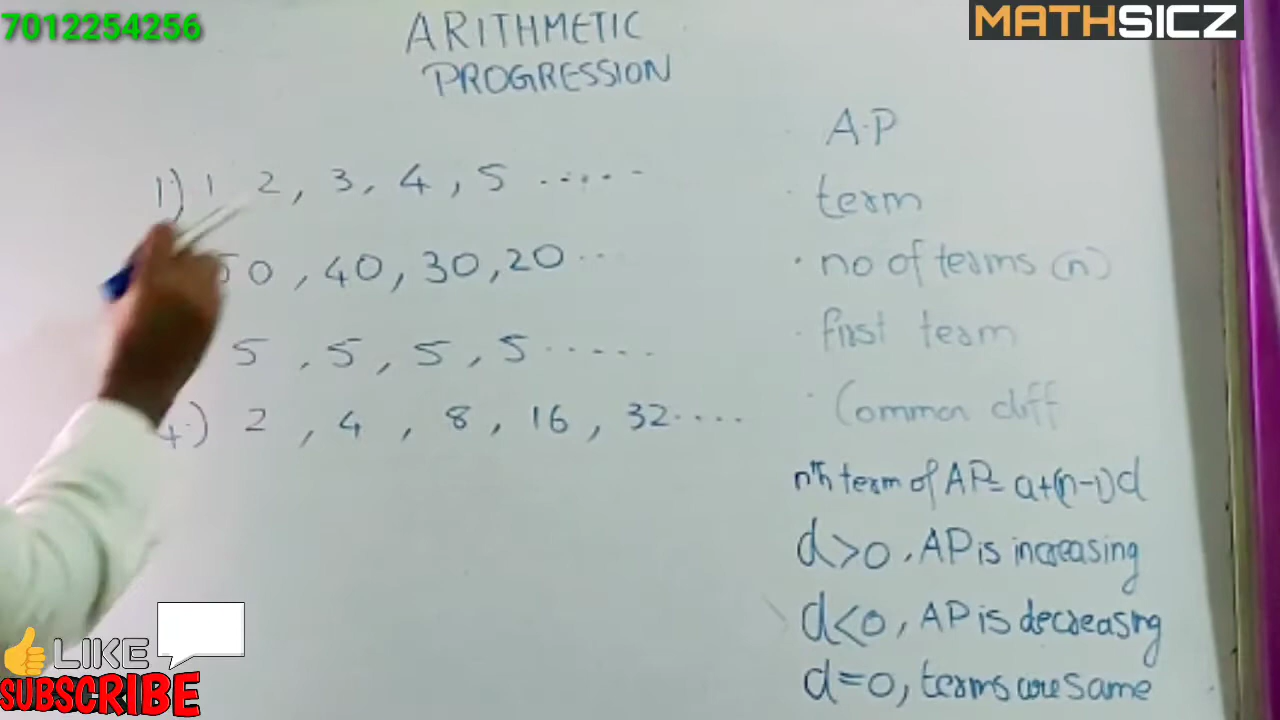 7012254256
MATHSICZ
ARITHMETIC
PROGRESSION
1) 1 2, 3, 4, 5 ......
50, 40, 30, 20 ...
5, 5, 5, 5 ......
4.) 2, 4, 8, 16, 32.....
A.P
· term
· no of terms (n)
· first team
· Common diff
nth term of AP= a+(n-1)d
d>0, AP is increasing
d<0, AP is decreasing
d=0, terms are same
LIKE
SUBSCRIBE